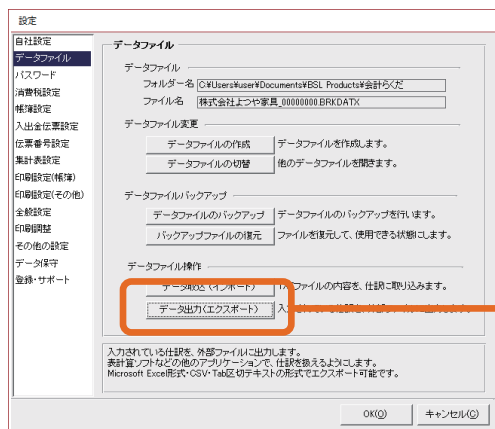 設定
自社設定
データファイル
パスワード
消費税設定
帳簿設定
入出金伝票設定
伝票番号設定
集計表設定
印刷設定(帳簿)
印刷設定(その他)
全般設定
印刷調整
その他の設定
データ保守
登録・サポート
データファイル
データファイル
フォルダー名 C:¥Users¥user¥Documents¥BSL Products¥会計らくだ
ファイル名 株式会社よつや家具_00000000.BRKDATX
データファイル変更
データファイルの作成 データファイルを作成します。
データファイルの切替 他のデータファイルを開きます。
データファイルバックアップ
データファイルのバックアップ データファイルのバックアップを行います。
バックアップファイルの復元 ファイルを復元して、使用できる状態にします。
データファイル操作
データ取込(インポート) ファイルの内容を、仕訳に取り込みます。
データ出力(エクスポート)
入力されている仕訳を、外部ファイルに出力します。
表計算ソフトなどの他のアプリケーションで、仕訳を扱えるようにします。
Microsoft Excel形式・CSV・Tab区切テキストの形式でエクスポート可能です。
OK(O) キャンセル(C)